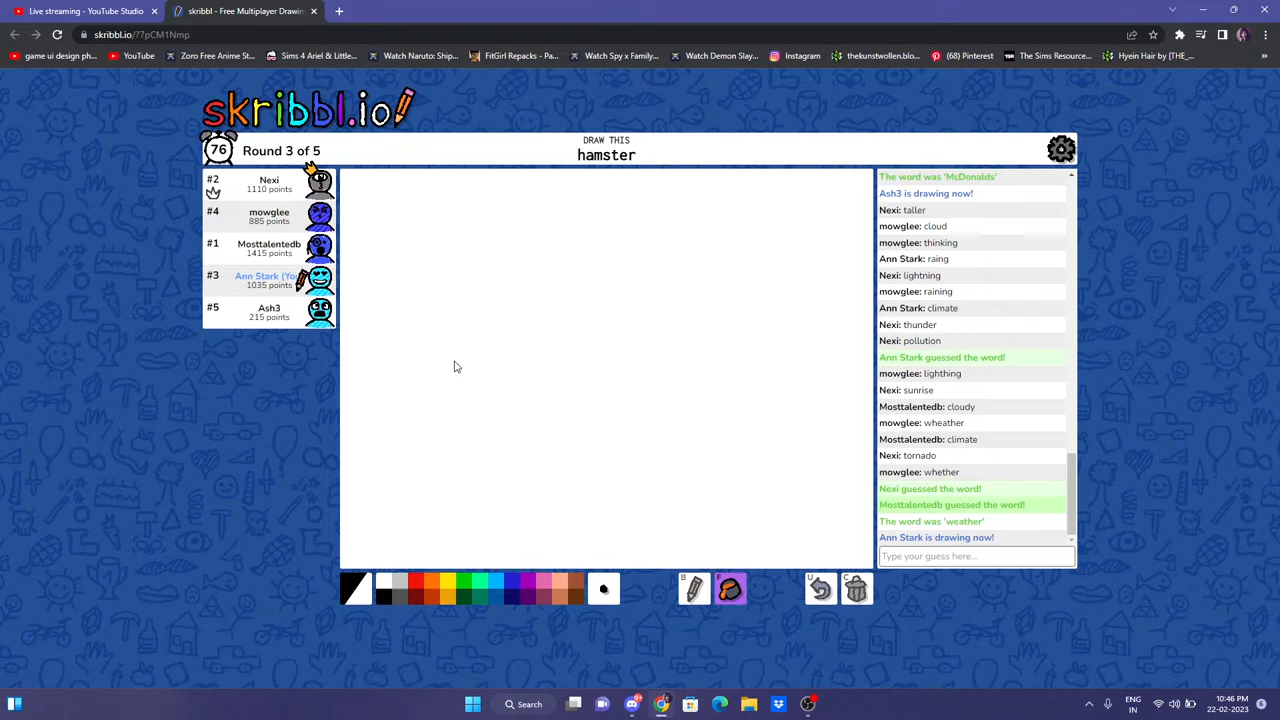 Live streaming - YouTube Studio
skribbl - Free Multiplayer Drawin
skribbl.io/?7pCM1Nmp
game ui design ph...
YouTube
Zoro Free Anime St...
Sims 4 Ariel & Little...
Watch Naruto: Ship...
FitGirl Repacks - Pa...
Watch Spy x Family...
Watch Demon Slay...
Instagram
thekunstwollen.blo...
(68) Pinterest
The Sims Resource...
Hyein Hair by [THE_...
skribbl.io
76
Round 3 of 5
DRAW THIS
hamster
#2 Nexi
1110 points
#4 mowglee
885 points
#1 Mosttalentedb
1415 points
#3 Ann Stark (You
1035 points
#5 Ash3
215 points
The word was 'McDonalds'
Ash3 is drawing now!
Nexi: taller
mowglee: cloud
mowglee: thinking
Ann Stark: raing
Nexi: lightning
mowglee: raining
Ann Stark: climate
Nexi: thunder
Nexi: pollution
Ann Stark guessed the word!
mowglee: lighthing
Nexi: sunrise
Mosttalentedb: cloudy
mowglee: wheather
Mosttalentedb: climate
Nexi: tornado
mowglee: whether
Nexi guessed the word!
Mosttalentedb guessed the word!
The word was 'weather'
Ann Stark is drawing now!
Type your guess here...
B
F
U
C
Search
ENG
IN
10:46 PM
22-02-2023